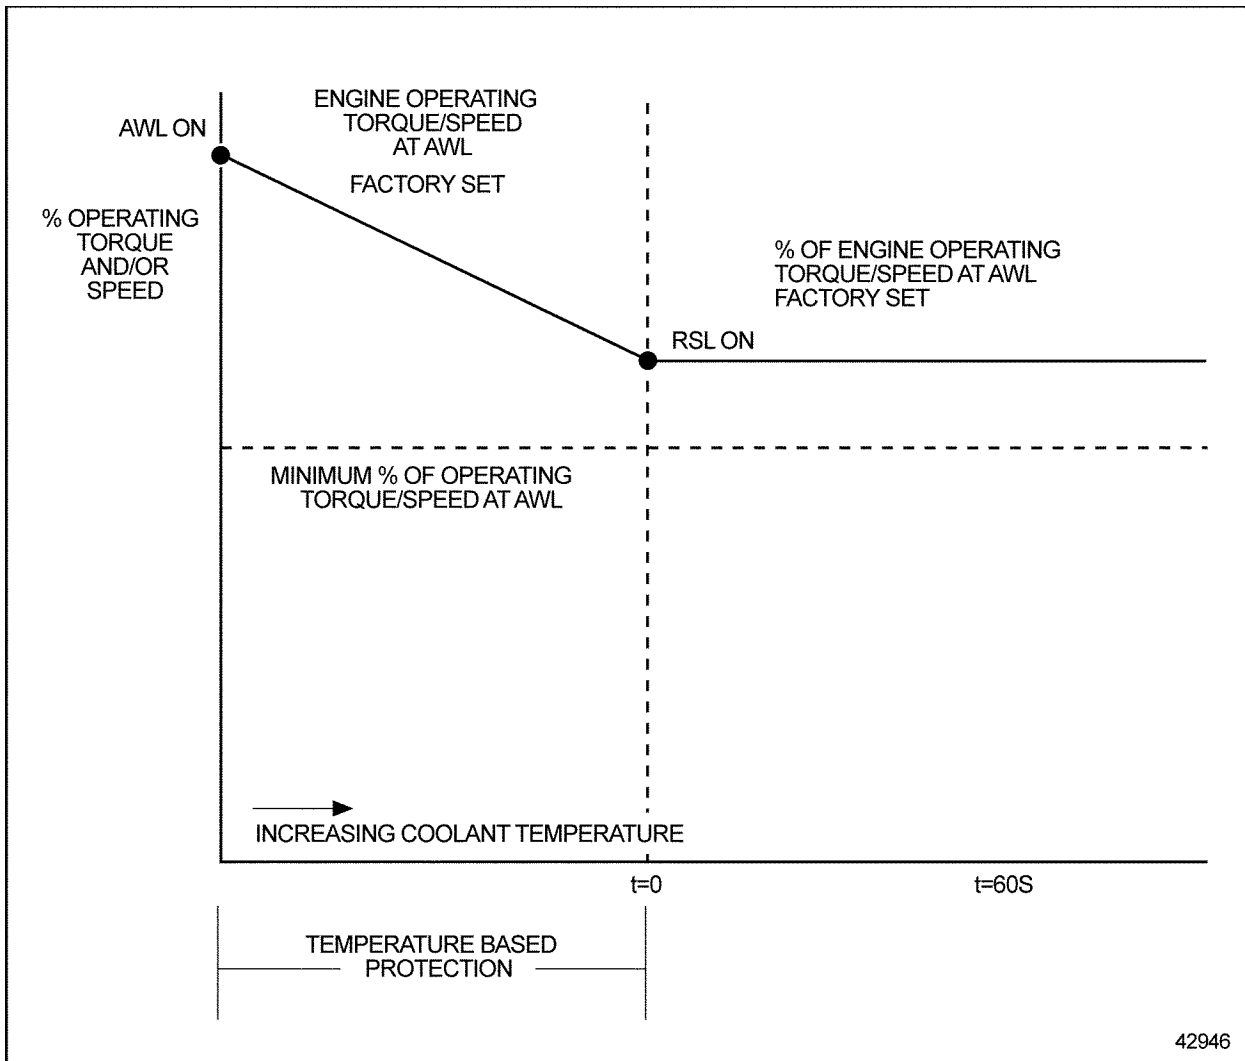 ENGINE OPERATING
TORQUE/SPEED
AT AWL
FACTORY SET
AWL ON
% OPERATING
TORQUE
AND/OR
SPEED
% OF ENGINE OPERATING
TORQUE/SPEED AT AWL
FACTORY SET
RSL ON
MINIMUM % OF OPERATING
TORQUE/SPEED AT AWL
INCREASING COOLANT TEMPERATURE
t=0
t=60S
TEMPERATURE BASED
PROTECTION
42946